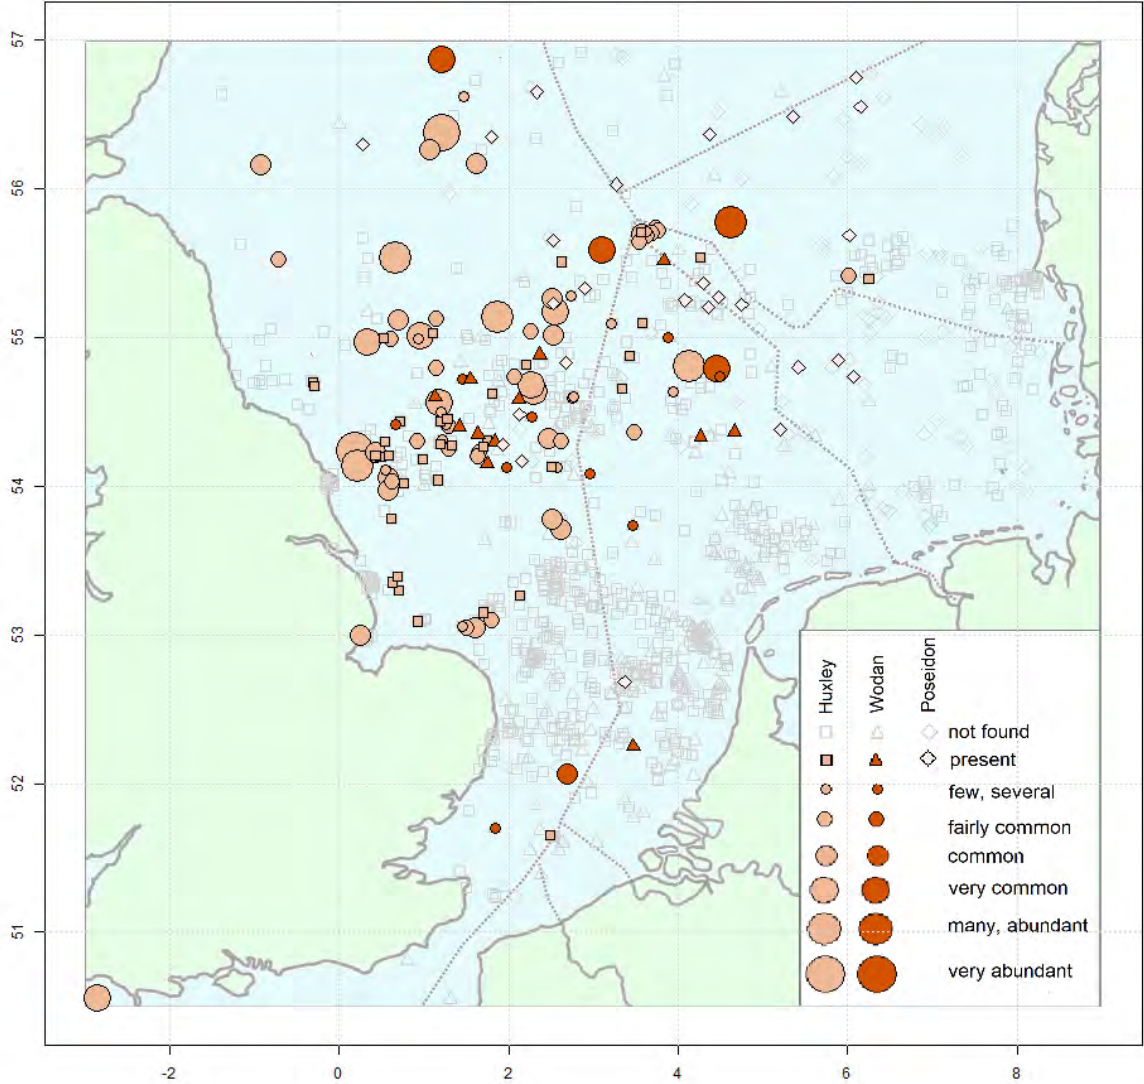 57
56
55
54
53
52
51
Huxley
Wodan
Poseidon
not found
present
few, several
fairly common
common
very common
many, abundant
very abundant
-2
0
2
4
6
8